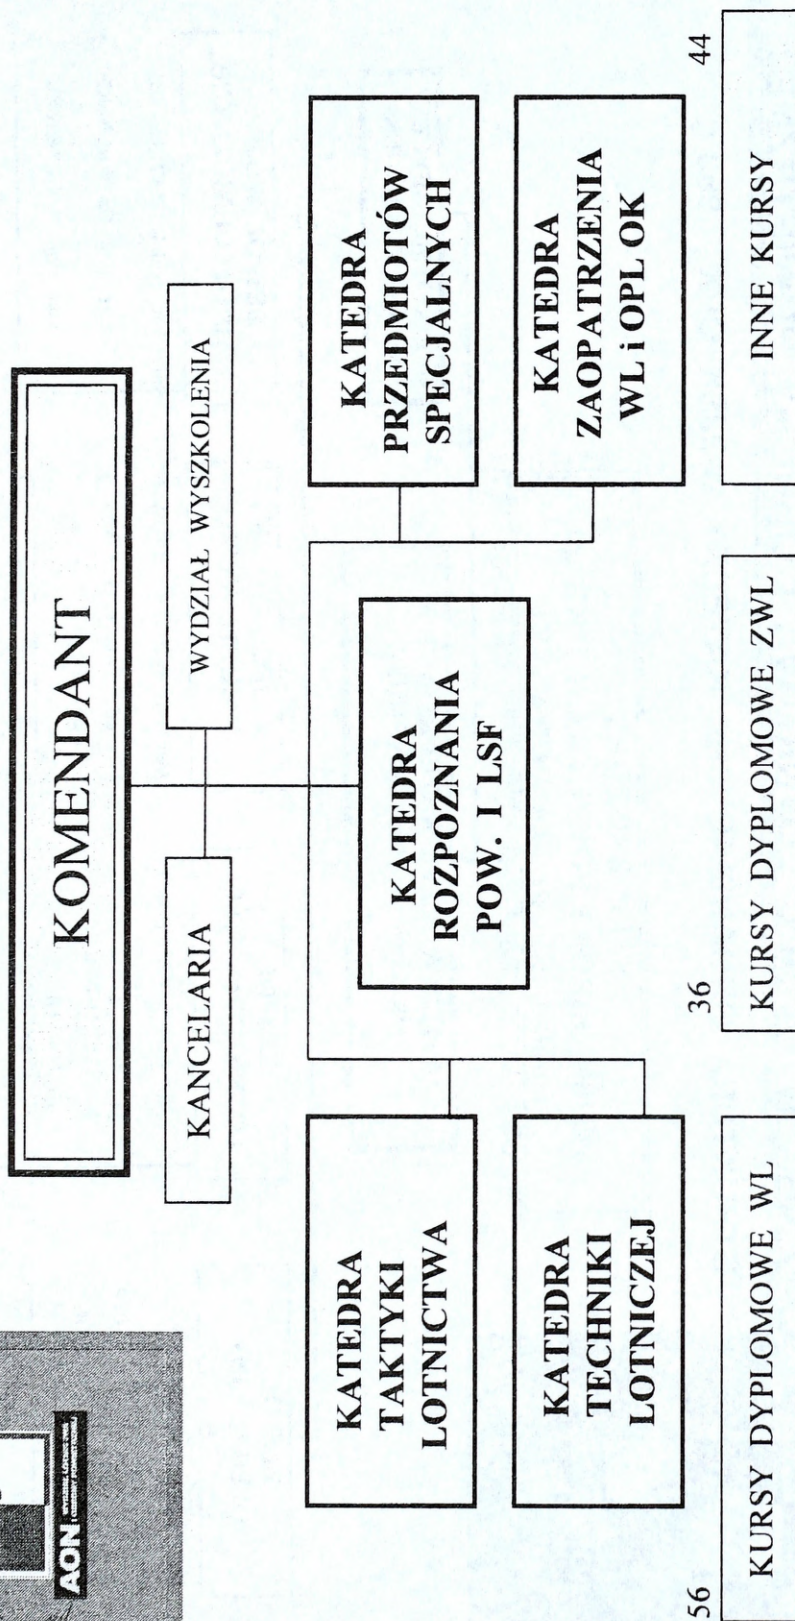 AON
KOMENDANT
KANCELARIA
WYDZIAŁ WYSZKOLENIA
KATEDRA
TAKTYKI
LOTNICTWA
KATEDRA
ROZPOZNANIA
POW. I LSF
KATEDRA
PRZEDMIOTÓW
SPECJALNYCH
KATEDRA
TECHNIKI
LOTNICZEJ
KATEDRA
ZAOPATRZENIA
WL i OPL OK
56
KURSY DYPLOMOWE WL
36
KURSY DYPLOMOWE ZWL
44
INNE KURSY